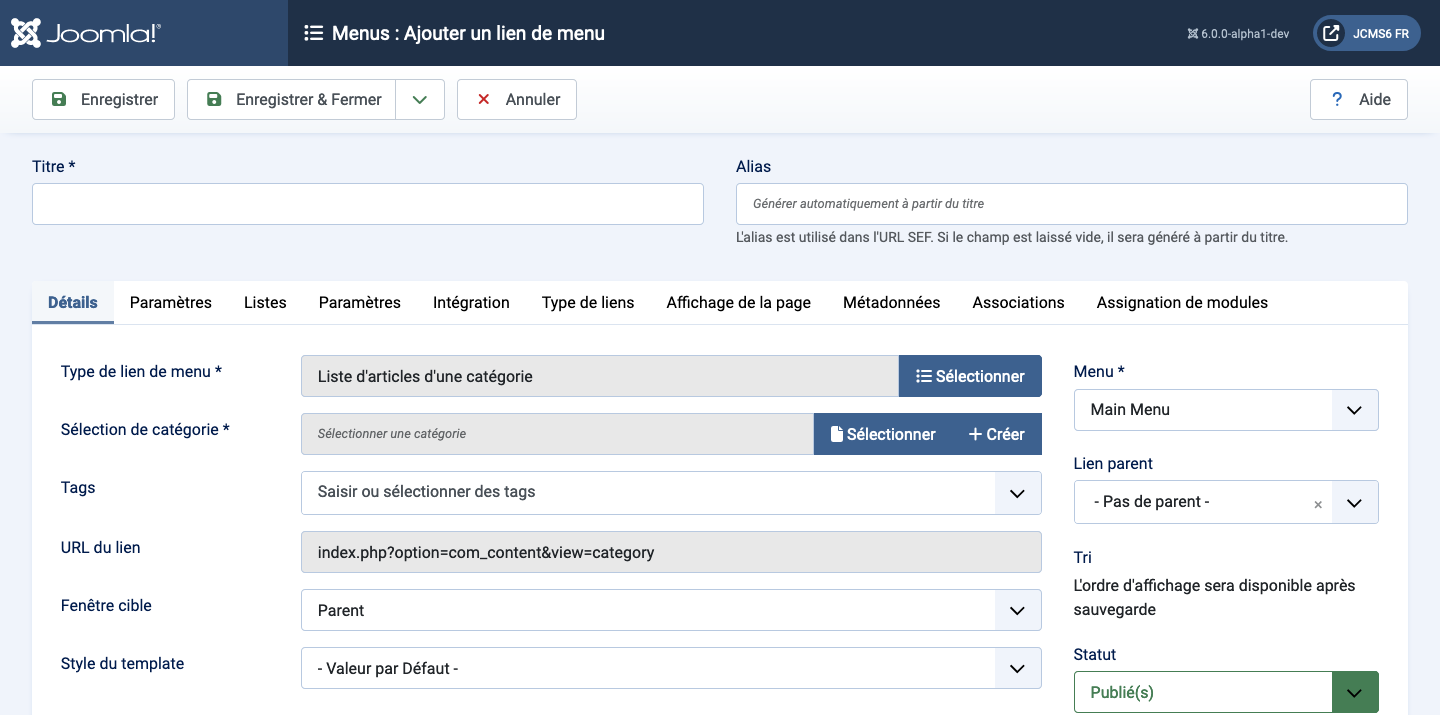 Joomla!®
Menus : Ajouter un lien de menu
6.0.0-alpha1-dev
JCMS6 FR
Enregistrer
Enregistrer & Fermer
Annuler
? Aide
Titre *
Alias
Générer automatiquement à partir du titre
L'alias est utilisé dans l'URL SEF. Si le champ est laissé vide, il sera généré à partir du titre.
Détails Paramètres Listes Paramètres Intégration Type de liens Affichage de la page Métadonnées Associations Assignation de modules
Type de lien de menu *
Liste d'articles d'une catégorie
Sélectionner
Sélection de catégorie *
Sélectionner une catégorie
Sélectionner
+ Créer
Tags
Saisir ou sélectionner des tags
URL du lien
index.php?option=com_content&view=category
Fenêtre cible
Parent
Style du template
- Valeur par Défaut -
Menu *
Main Menu
Lien parent
- Pas de parent - ×
Tri
L'ordre d'affichage sera disponible après
sauvegarde
Statut
Publié(s)